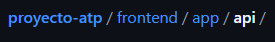 proyecto-atp / frontend / app / api /